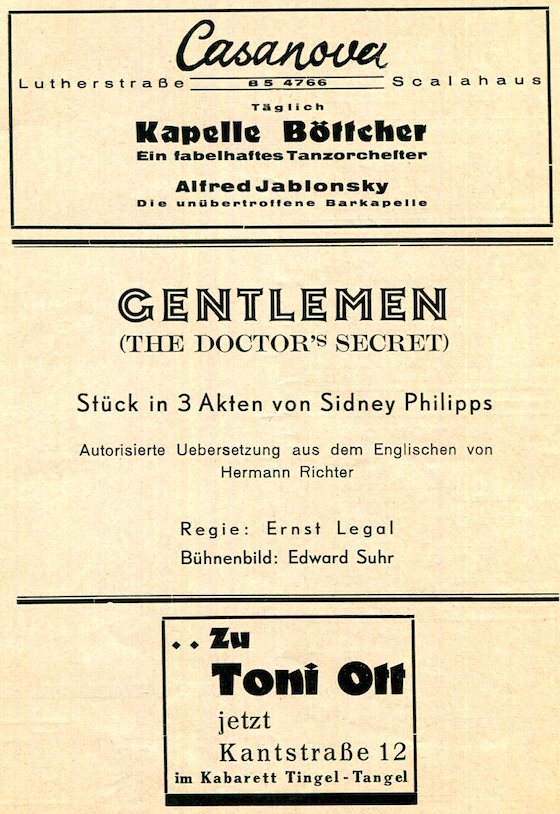 Casanova
Lutherstraße B5 4766 Scalahaus
Täglich
Kapelle Böttcher
Ein fabelhaftes Tanzorchester
Alfred Jablonsky
Die unübertroffene Barkapelle
GENTLEMEN
(THE DOCTOR'S SECRET)
Stück in 3 Akten von Sidney Philipps
Autorisierte Uebersetzung aus dem Englischen von
Hermann Richter
Regie: Ernst Legal
Bühnenbild: Edward Suhr
..Zu
Toni Ott
jetzt
Kantstraße 12
im Kabarett Tingel-Tangel